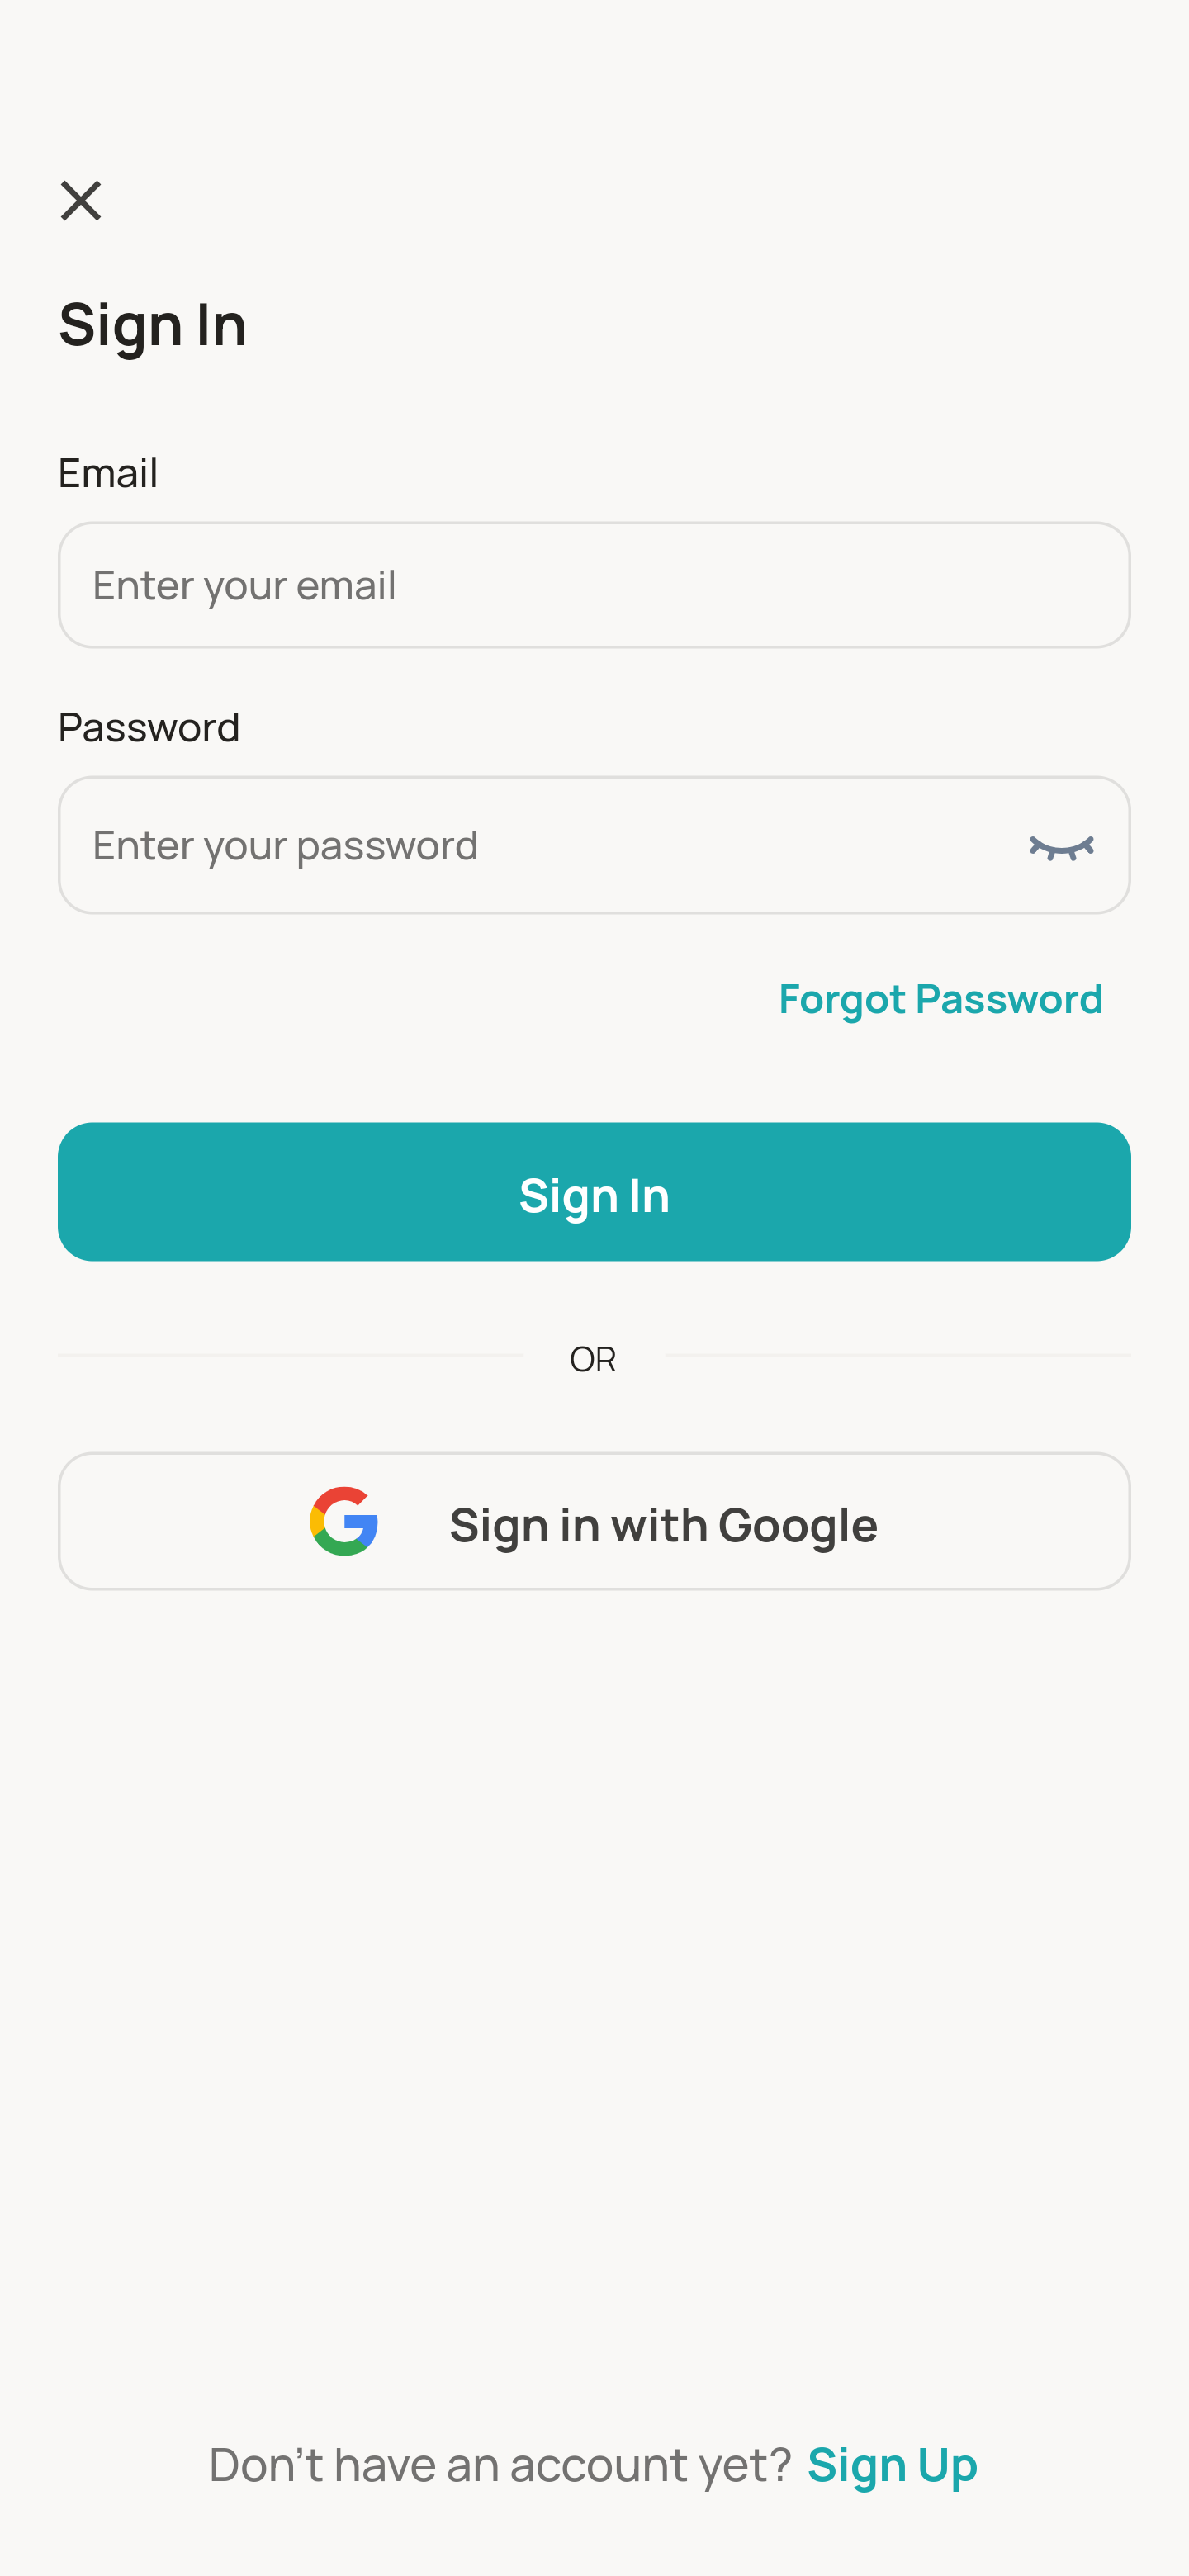 Sign In
Email
Enter your email
Password
Enter your password
Forgot Password
Sign In
OR
Sign in with Google
Don’t have an account yet? Sign Up